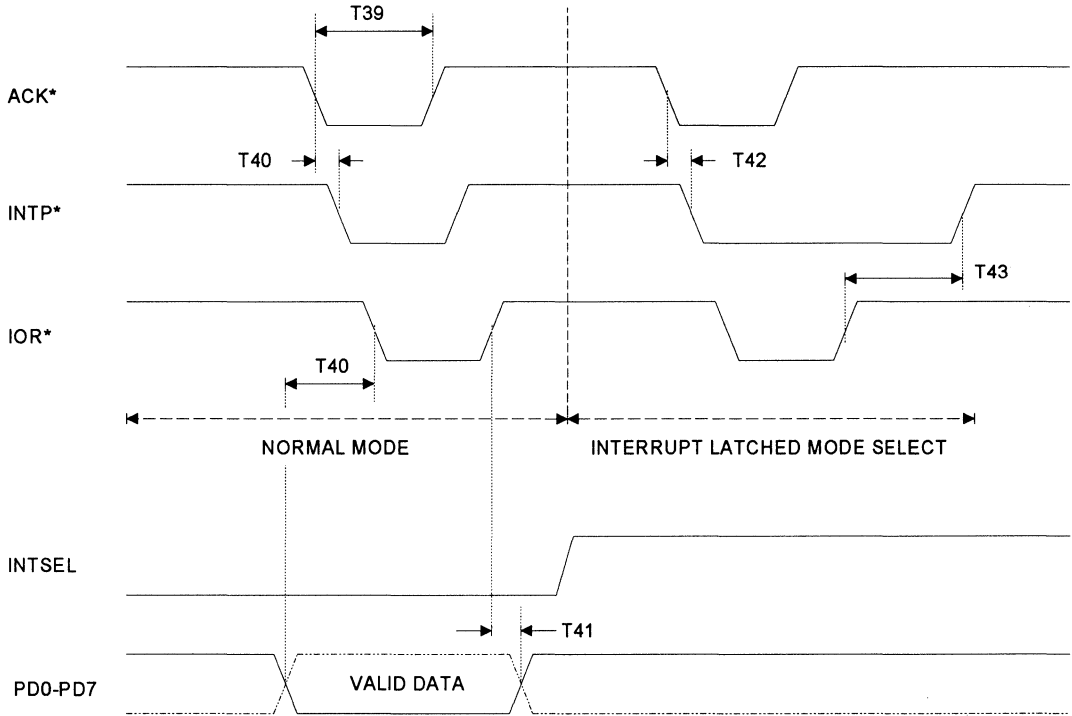 T39
ACK*
T40
T42
INTP*
T43
IOR*
T40
NORMAL MODE
INTERRUPT LATCHED MODE SELECT
INTSEL
T41
PD0-PD7
VALID DATA